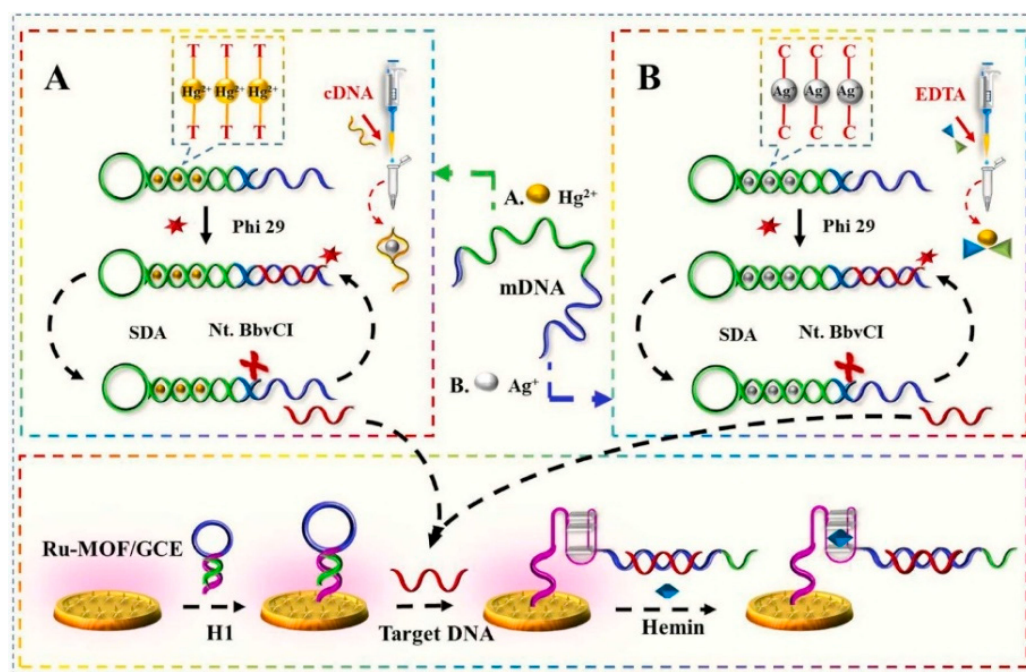 A
T T T
Hg²⁺ Hg²⁺ Hg²⁺
T T T
cDNA
Phi 29
SDA
Nt. BbvCI
A. Hg²⁺
mDNA
B. Ag⁺
B
C C C
Ag⁺ Ag⁺ Ag⁺
C C C
EDTA
Phi 29
SDA
Nt. BbvCI
Ru-MOF/GCE
H1
Target DNA
Hemin